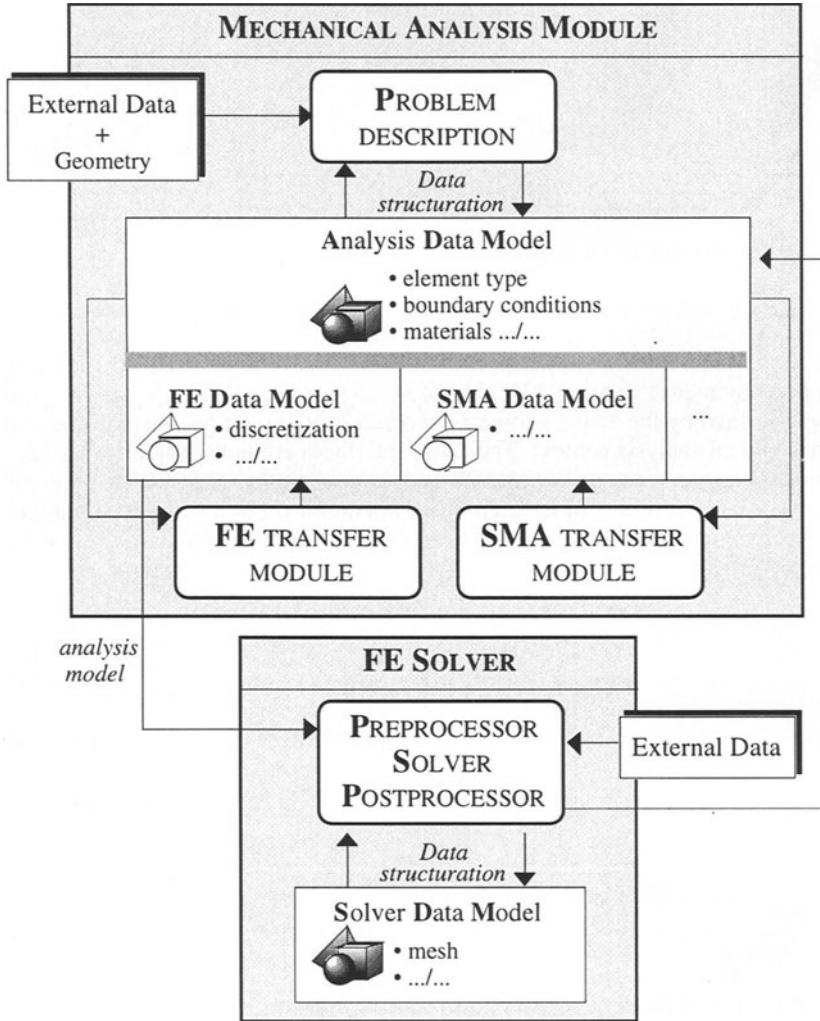 MECHANICAL ANALYSIS MODULE
External Data
+
Geometry
PROBLEM
DESCRIPTION
Data
structuration
Analysis Data Model
• element type
• boundary conditions
• materials .../...
FE Data Model
• discretization
• .../...
SMA Data Model
• .../...
...
FE TRANSFER
MODULE
SMA TRANSFER
MODULE
analysis
model
FE SOLVER
PREPROCESSOR
SOLVER
POSTPROCESSOR
External Data
Data
structuration
Solver Data Model
• mesh
• .../...